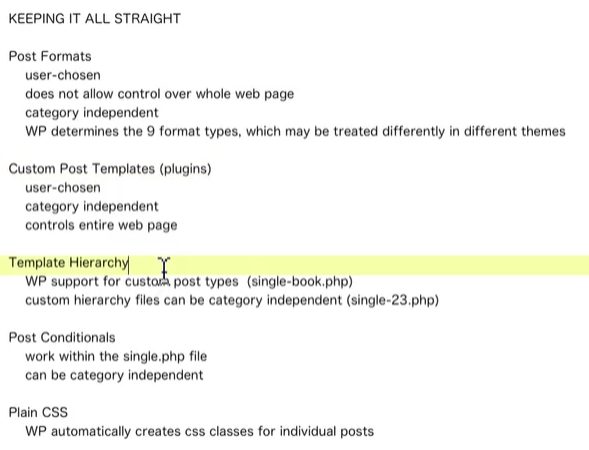 KEEPING IT ALL STRAIGHT
Post Formats
user-chosen
does not allow control over whole web page
category independent
WP determines the 9 format types, which may be treated differently in different themes
Custom Post Templates (plugins)
user-chosen
category independent
controls entire web page
Template Hierarchy
WP support for custom post types (single-book.php)
custom hierarchy files can be category independent (single-23.php)
Post Conditionals
work within the single.php file
can be category independent
Plain CSS
WP automatically creates css classes for individual posts